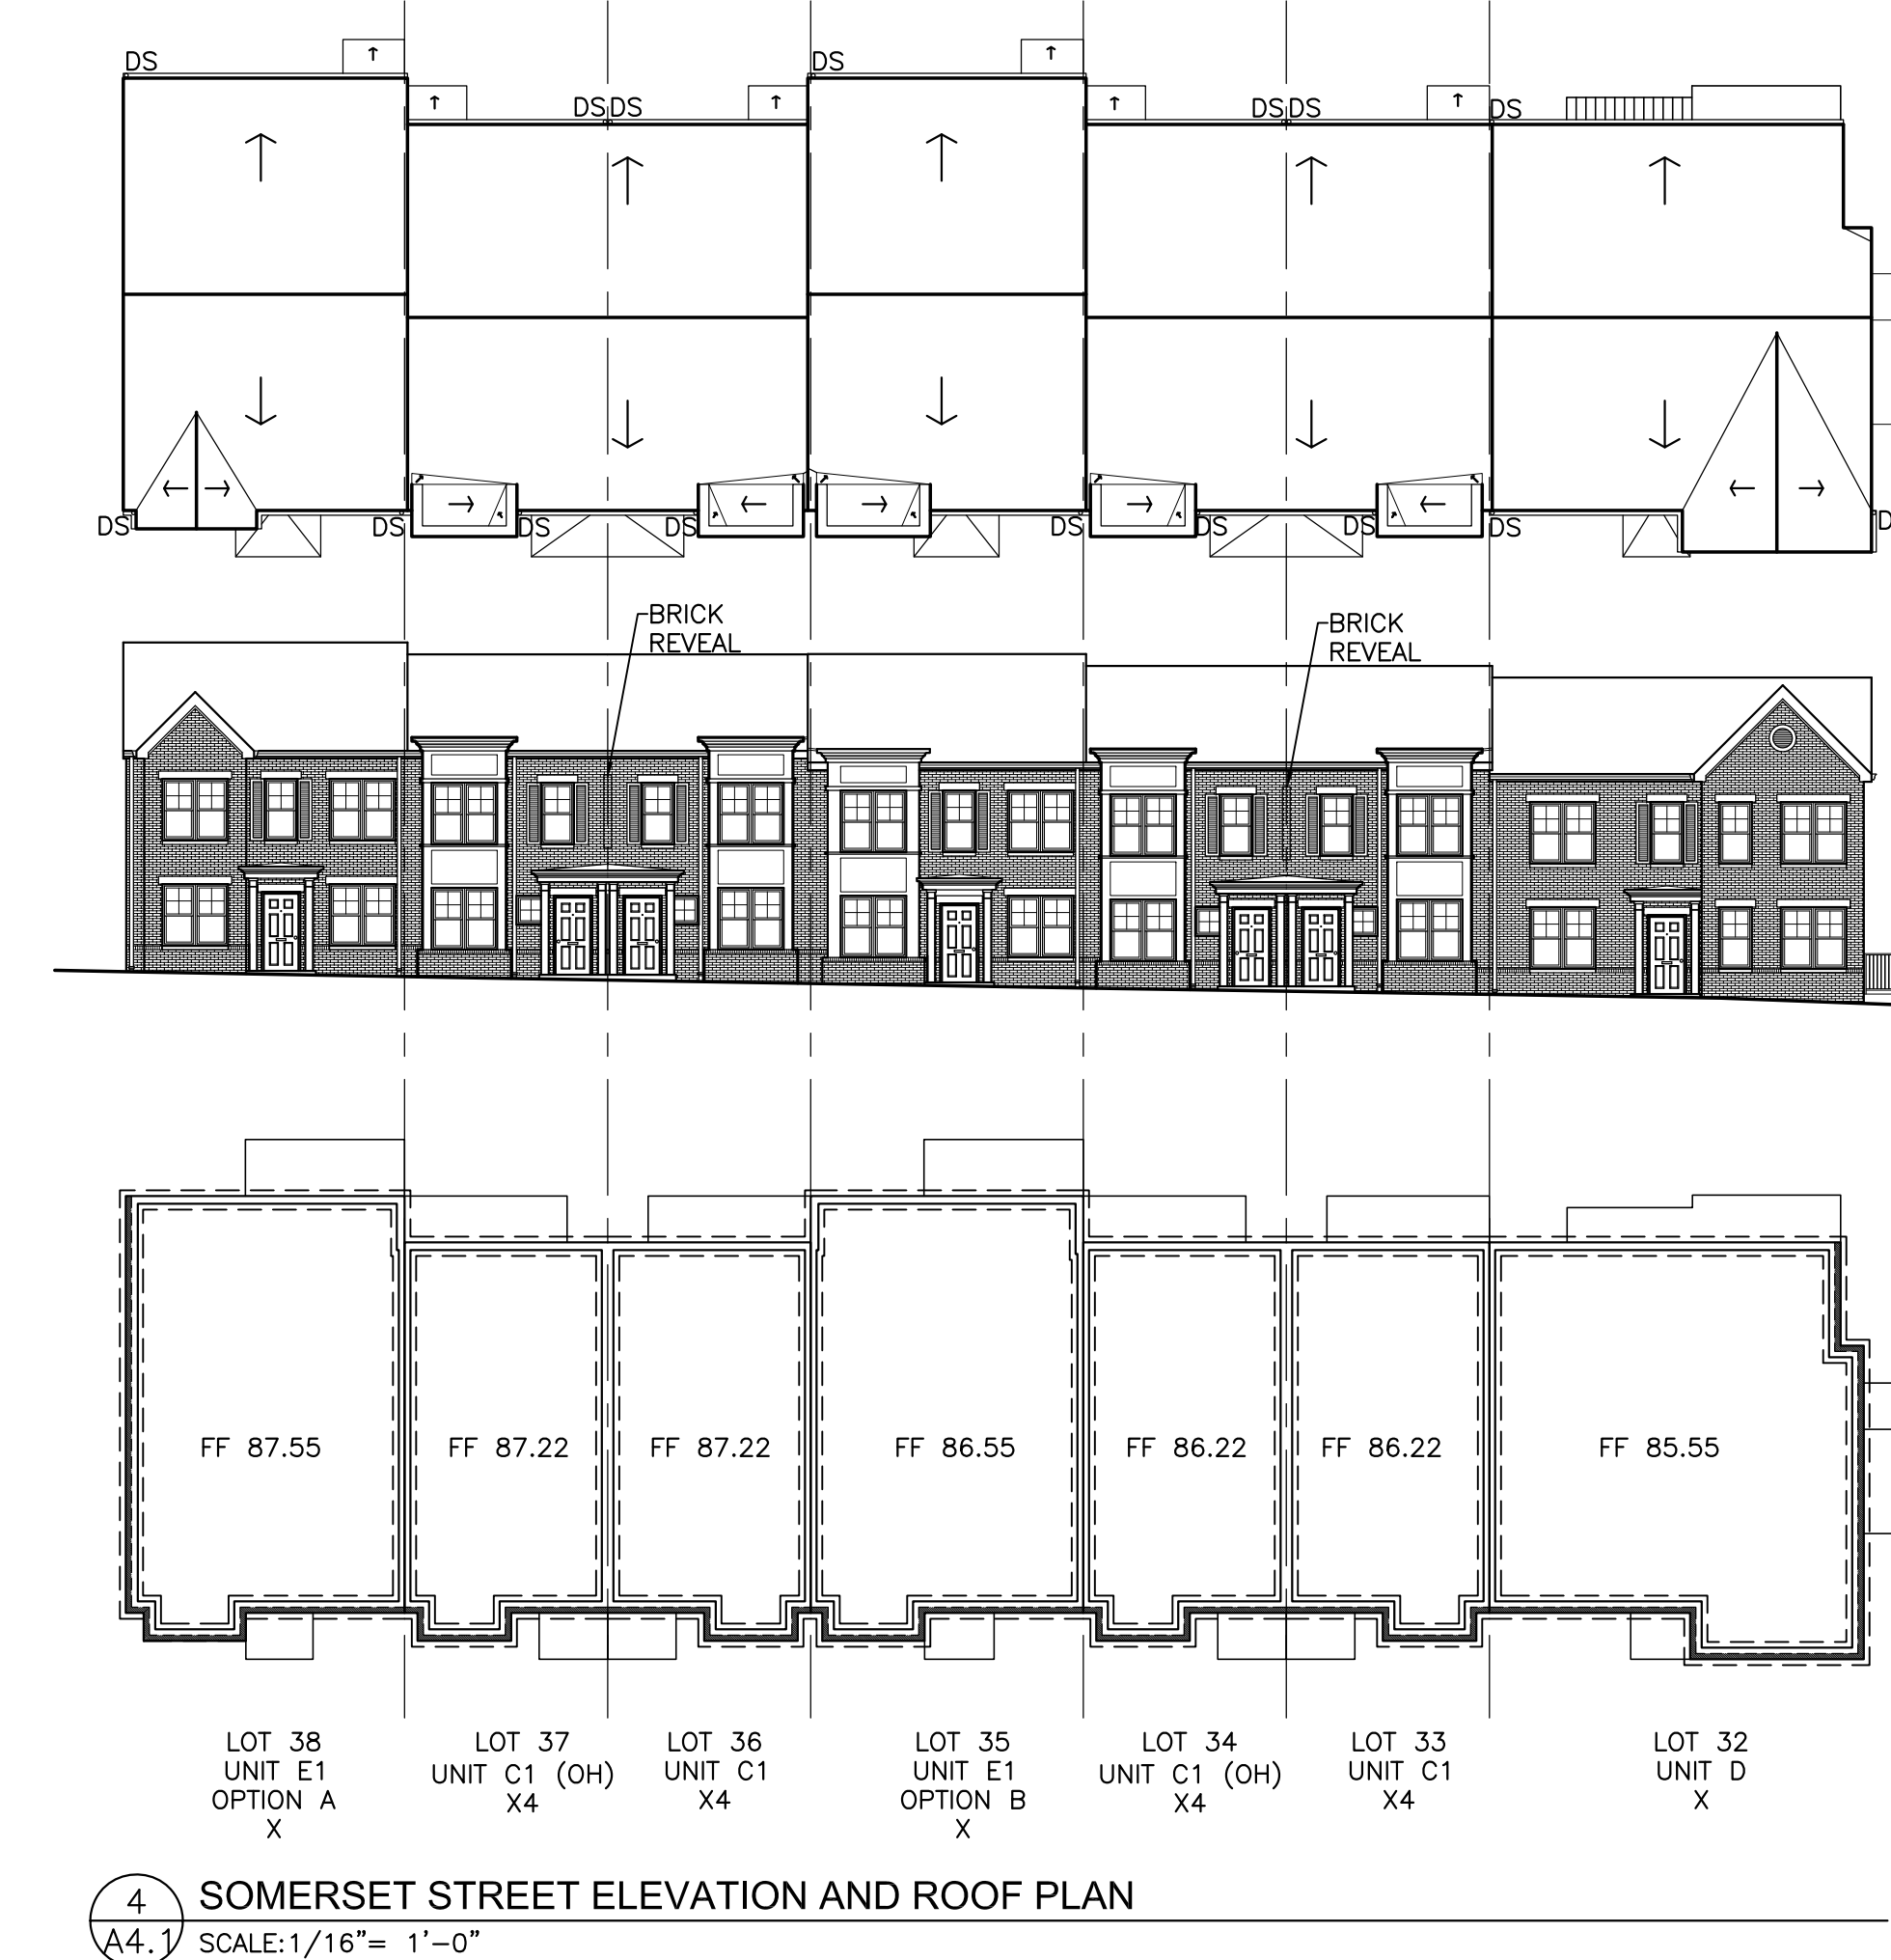 DS
DS
DS DS
DS DS
DS
DS
DS
DS
DS
DS
DS
DS
DS
D
BRICK
REVEAL
BRICK
REVEAL
FF 87.55
FF 87.22
FF 87.22
FF 86.55
FF 86.22
FF 86.22
FF 85.55
LOT 38
UNIT E1
OPTION A
X
LOT 37
UNIT C1 (OH)
X4
LOT 36
UNIT C1
X4
LOT 35
UNIT E1
OPTION B
X
LOT 34
UNIT C1 (OH)
X4
LOT 33
UNIT C1
X4
LOT 32
UNIT D
X
4
A4.1
SOMERSET STREET ELEVATION AND ROOF PLAN
SCALE: 1/16"= 1'-0"